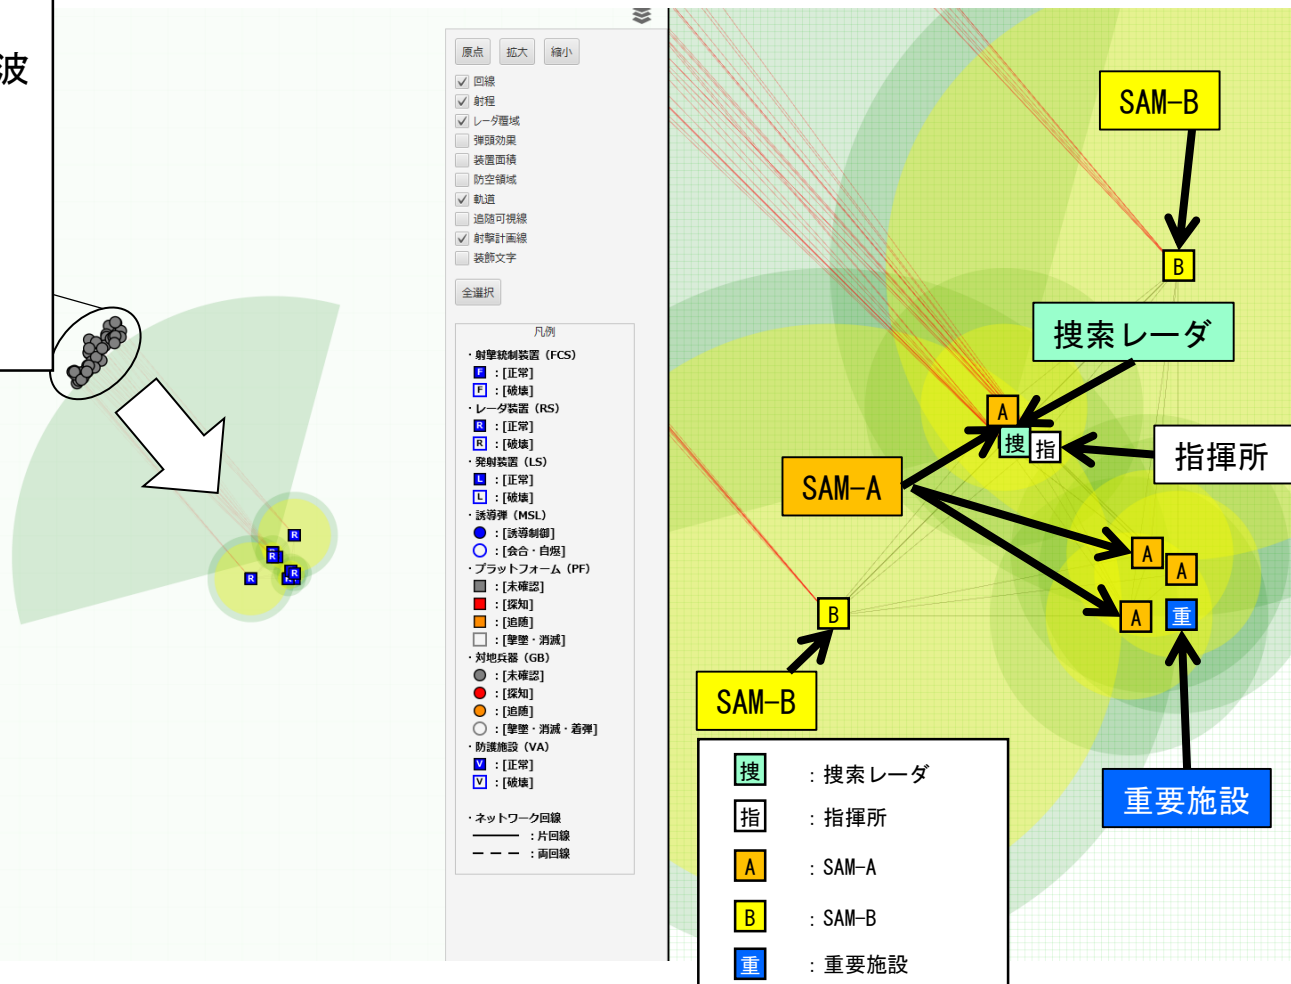 波
原点 拡大 縮小
回線
射程
レーダ覆域
弾頭効果
装置面積
防空領域
軌道
追随可視線
射撃計画線
装飾文字
全選択
凡例
・射撃統制装置（FCS）
F ：[正常]
F ：[破壊]
・レーダ装置（RS）
R ：[正常]
R ：[破壊]
・発射装置（LS）
L ：[正常]
L ：[破壊]
・誘導弾（MSL）
：[誘導制御]
：[会合・自爆]
・プラットフォーム（PF）
：[未確認]
：[探知]
：[追随]
：[撃墜・消滅]
・対地兵器（GB）
：[未確認]
：[探知]
：[追随]
：[撃墜・消滅・着弾]
・防護施設（VA）
V ：[正常]
V ：[破壊]
・ネットワーク回線
：片回線
：両回線
R
R
R
R
SAM-B
B
捜索レーダ
A
捜
指
指揮所
SAM-A
A
A
B
A
重
SAM-B
重要施設
捜 ：捜索レーダ
指 ：指揮所
A ：SAM-A
B ：SAM-B
重 ：重要施設